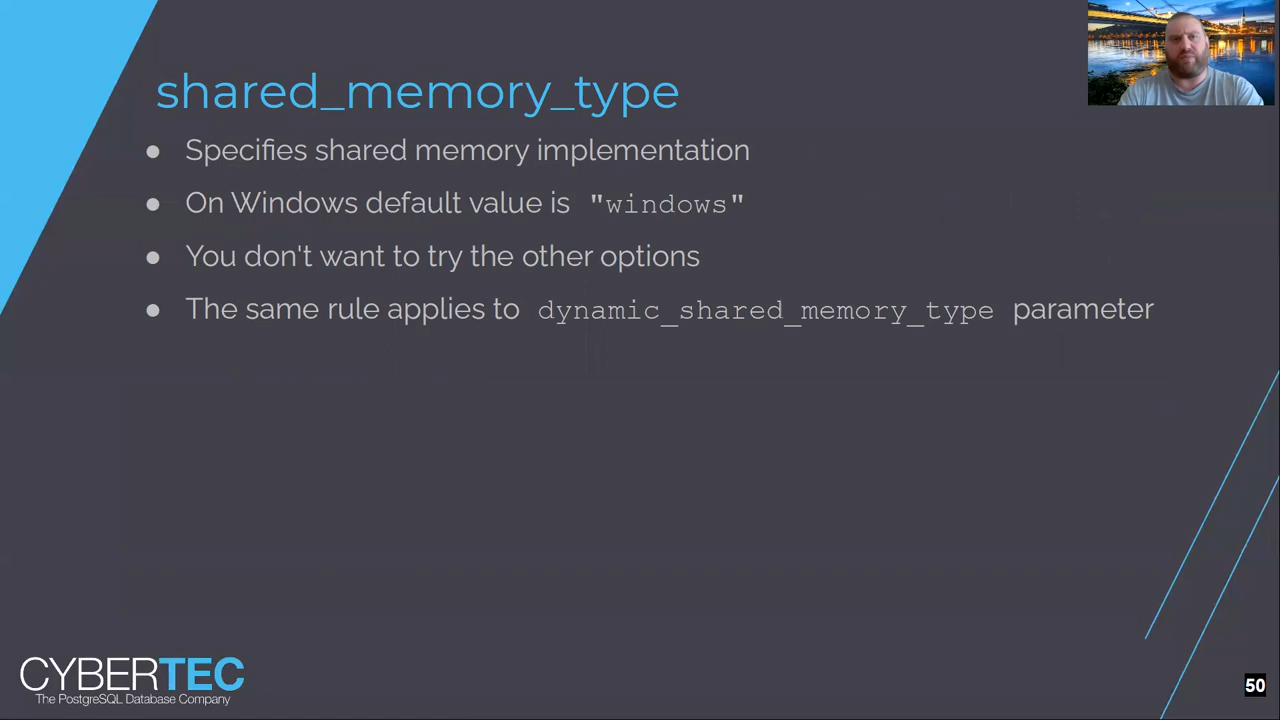 shared_memory_type
● Specifies shared memory implementation
● On Windows default value is "windows"
● You don't want to try the other options
● The same rule applies to dynamic_shared_memory_type parameter
CYBERTEC
The PostgreSQL Database Company
50